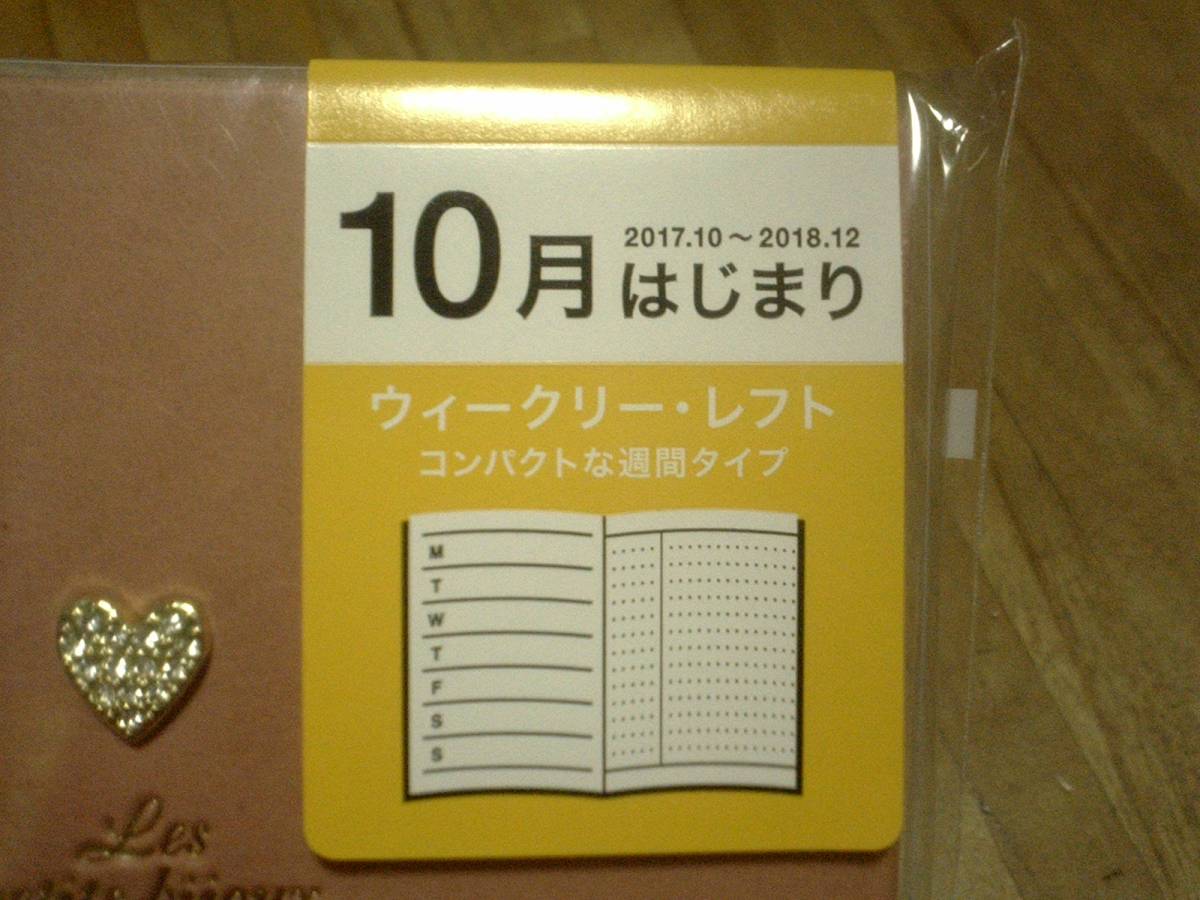 10月はじまり
2017.10～2018.12
ウィークリー・レフト
コンパクトな週間タイプ
M
T
W
T
F
S
S
Les